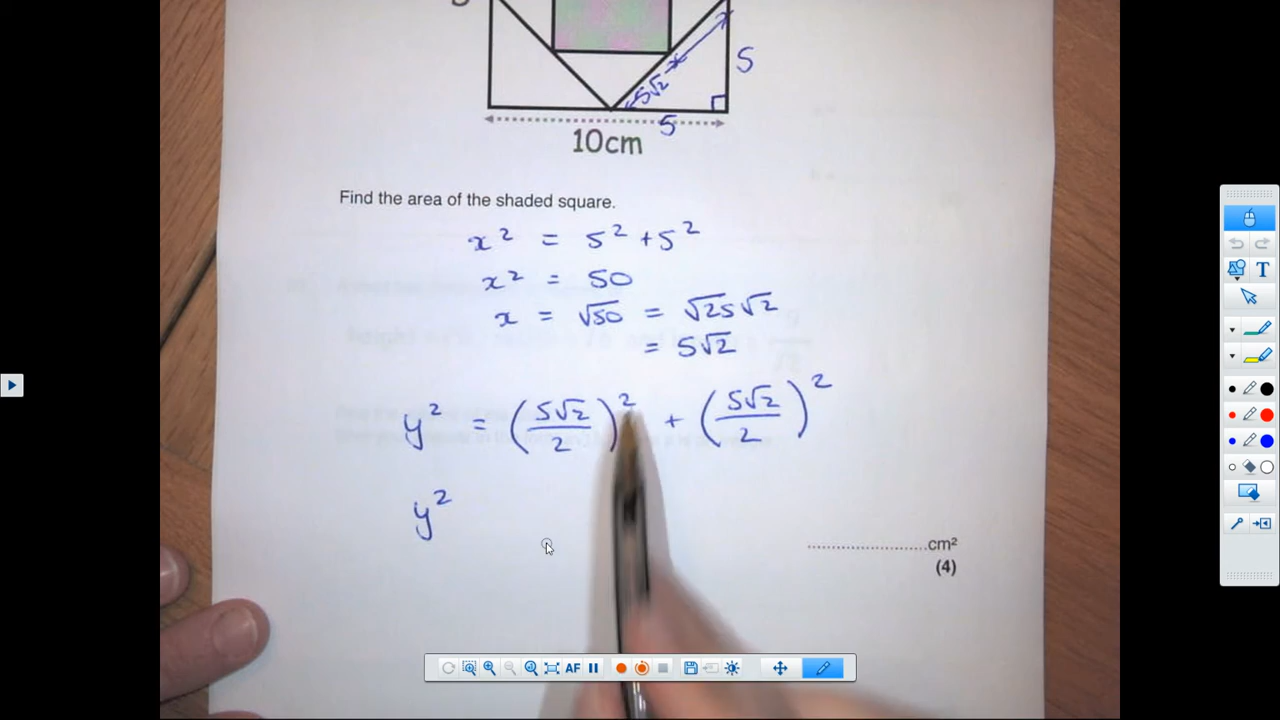 5√2
5
5
10cm
Find the area of the shaded square.
x² = 5² + 5²
x² = 50
x = √50 = √25√2
= 5√2
y² = (5√2/2)² + (5√2/2)²
y²
..............................cm²
(4)
T
AF